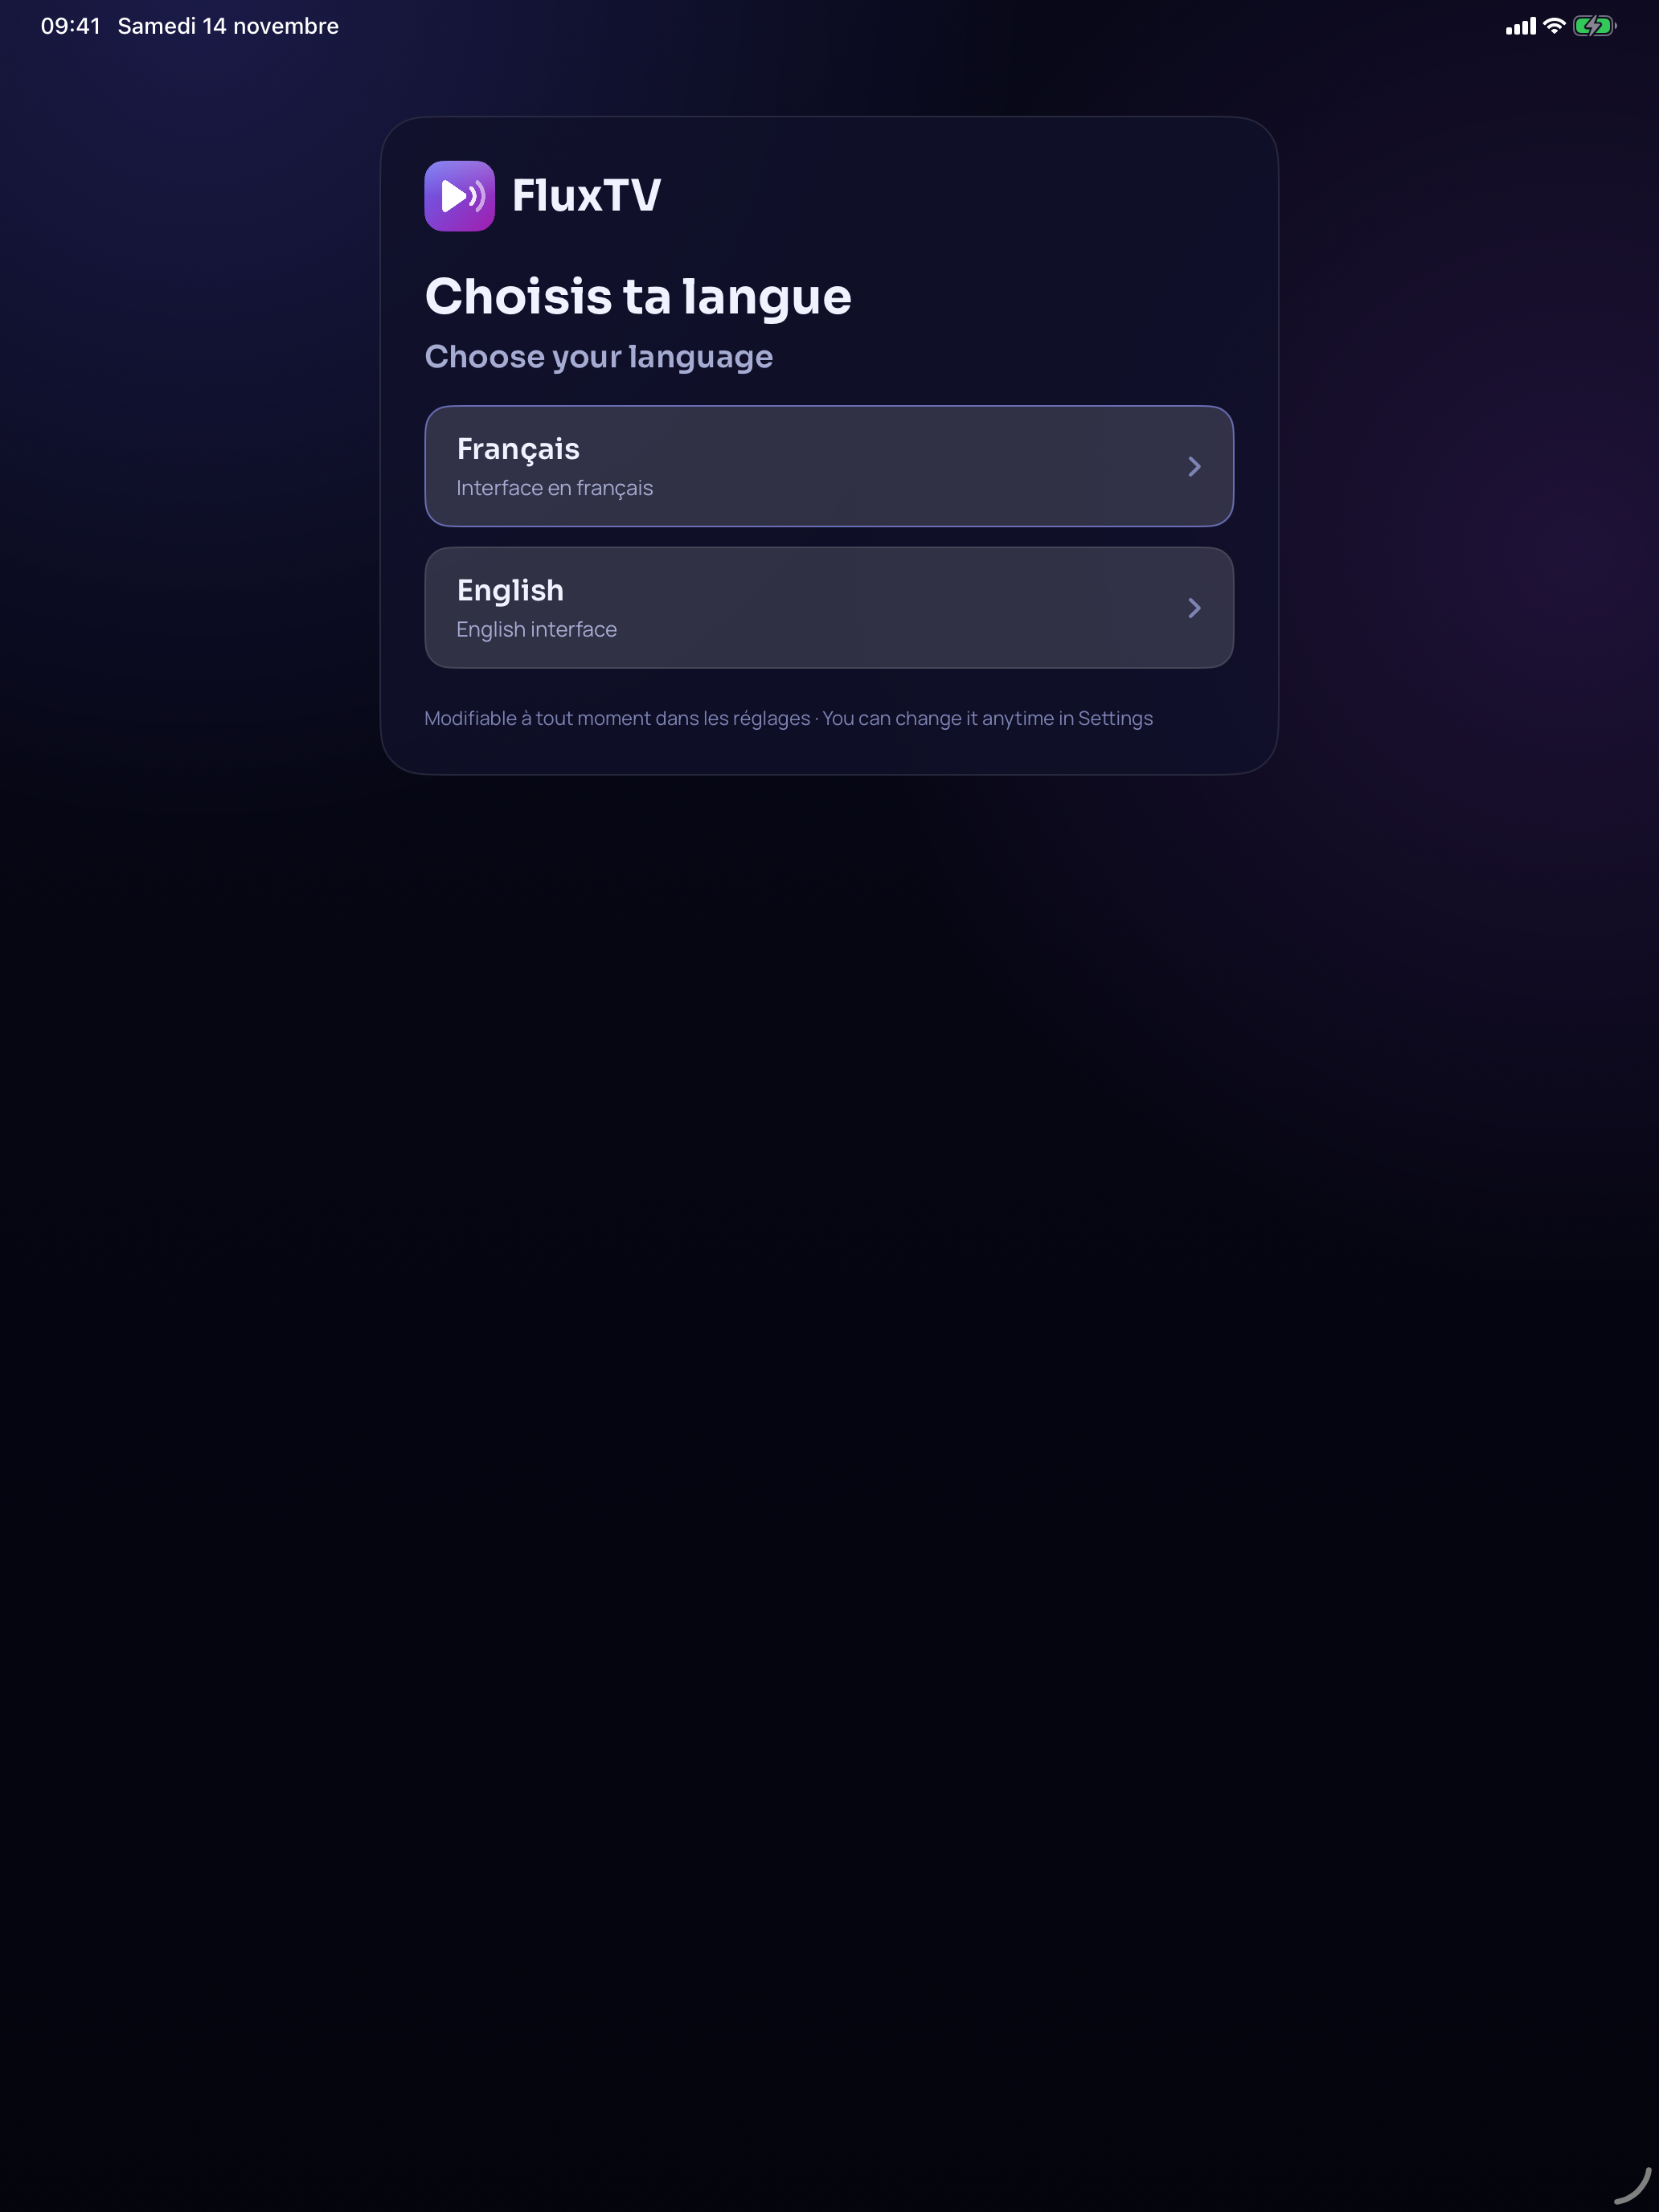 09:41 Samedi 14 novembre
FluxTV
Choisis ta langue
Choose your language
Français
Interface en français
English
English interface
Modifiable à tout moment dans les réglages · You can change it anytime in Settings